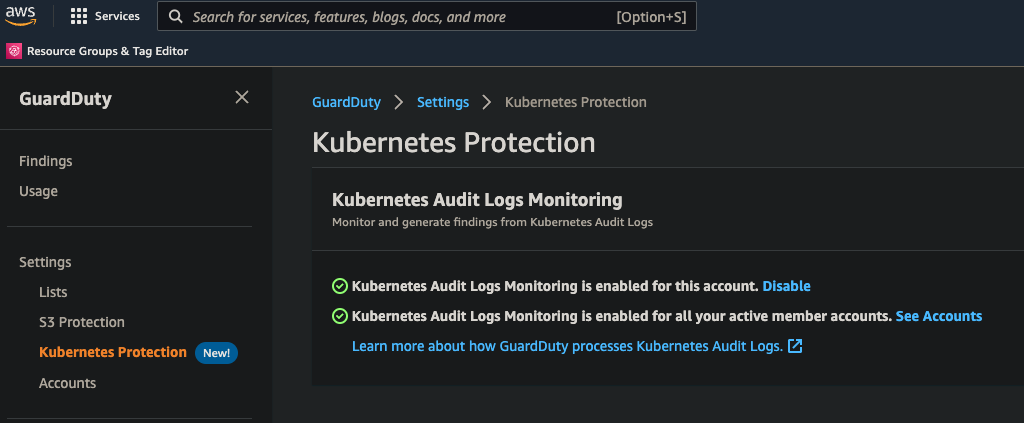 aws
Services
Search for services, features, blogs, docs, and more
[Option+S]
Resource Groups & Tag Editor
GuardDuty
Findings
Usage
Settings
Lists
S3 Protection
Kubernetes Protection New!
Accounts
GuardDuty > Settings > Kubernetes Protection
Kubernetes Protection
Kubernetes Audit Logs Monitoring
Monitor and generate findings from Kubernetes Audit Logs
Kubernetes Audit Logs Monitoring is enabled for this account. Disable
Kubernetes Audit Logs Monitoring is enabled for all your active member accounts. See Accounts
Learn more about how GuardDuty processes Kubernetes Audit Logs.